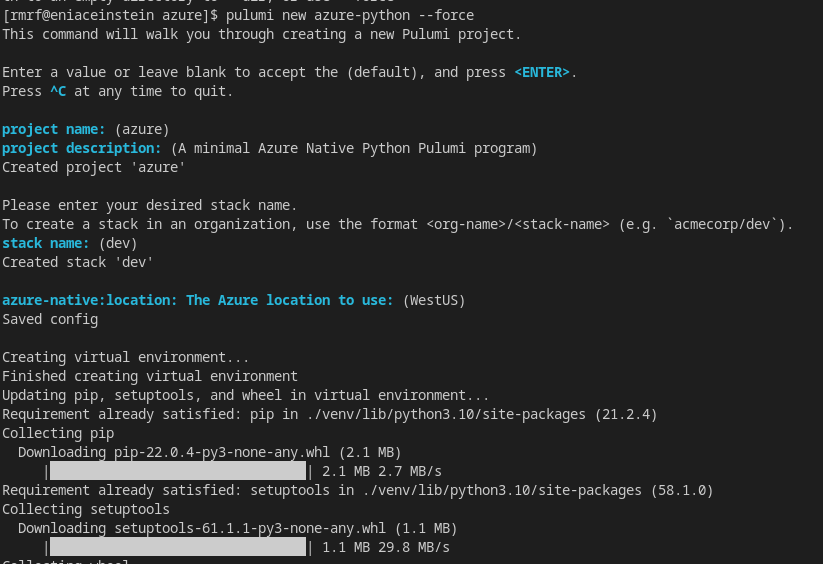 [rmrf@eniaceinstein azure]$ pulumi new azure-python --force
This command will walk you through creating a new Pulumi project.
Enter a value or leave blank to accept the (default), and press <ENTER>.
Press ^C at any time to quit.
project name: (azure)
project description: (A minimal Azure Native Python Pulumi program)
Created project 'azure'
Please enter your desired stack name.
To create a stack in an organization, use the format <org-name>/<stack-name> (e.g. `acmecorp/dev`).
stack name: (dev)
Created stack 'dev'
azure-native:location: The Azure location to use: (WestUS)
Saved config
Creating virtual environment...
Finished creating virtual environment
Updating pip, setuptools, and wheel in virtual environment...
Requirement already satisfied: pip in ./venv/lib/python3.10/site-packages (21.2.4)
Collecting pip
Downloading pip-22.0.4-py3-none-any.whl (2.1 MB)
| | 2.1 MB 2.7 MB/s
Requirement already satisfied: setuptools in ./venv/lib/python3.10/site-packages (58.1.0)
Collecting setuptools
Downloading setuptools-61.1.1-py3-none-any.whl (1.1 MB)
| | 1.1 MB 29.8 MB/s
Collecting wheel